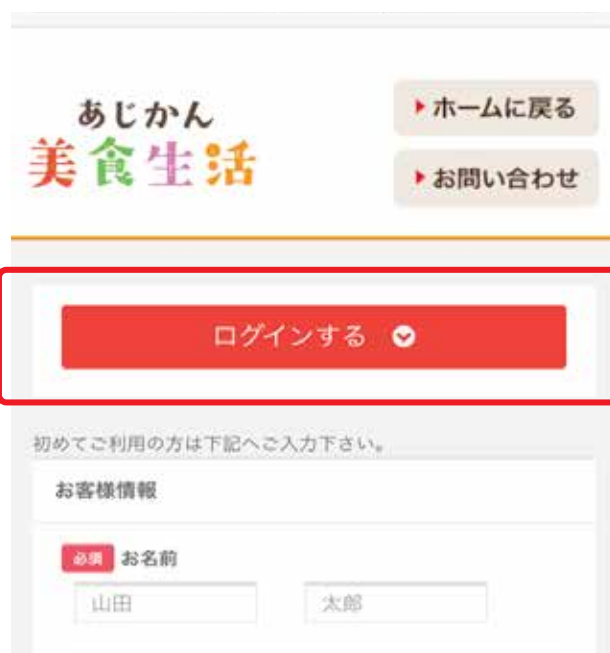 あじかん
美食生活
ホームに戻る
お問い合わせ
ログインする
初めてご利用の方は下記へご入力下さい。
お客様情報
必須 お名前
山田 太郎